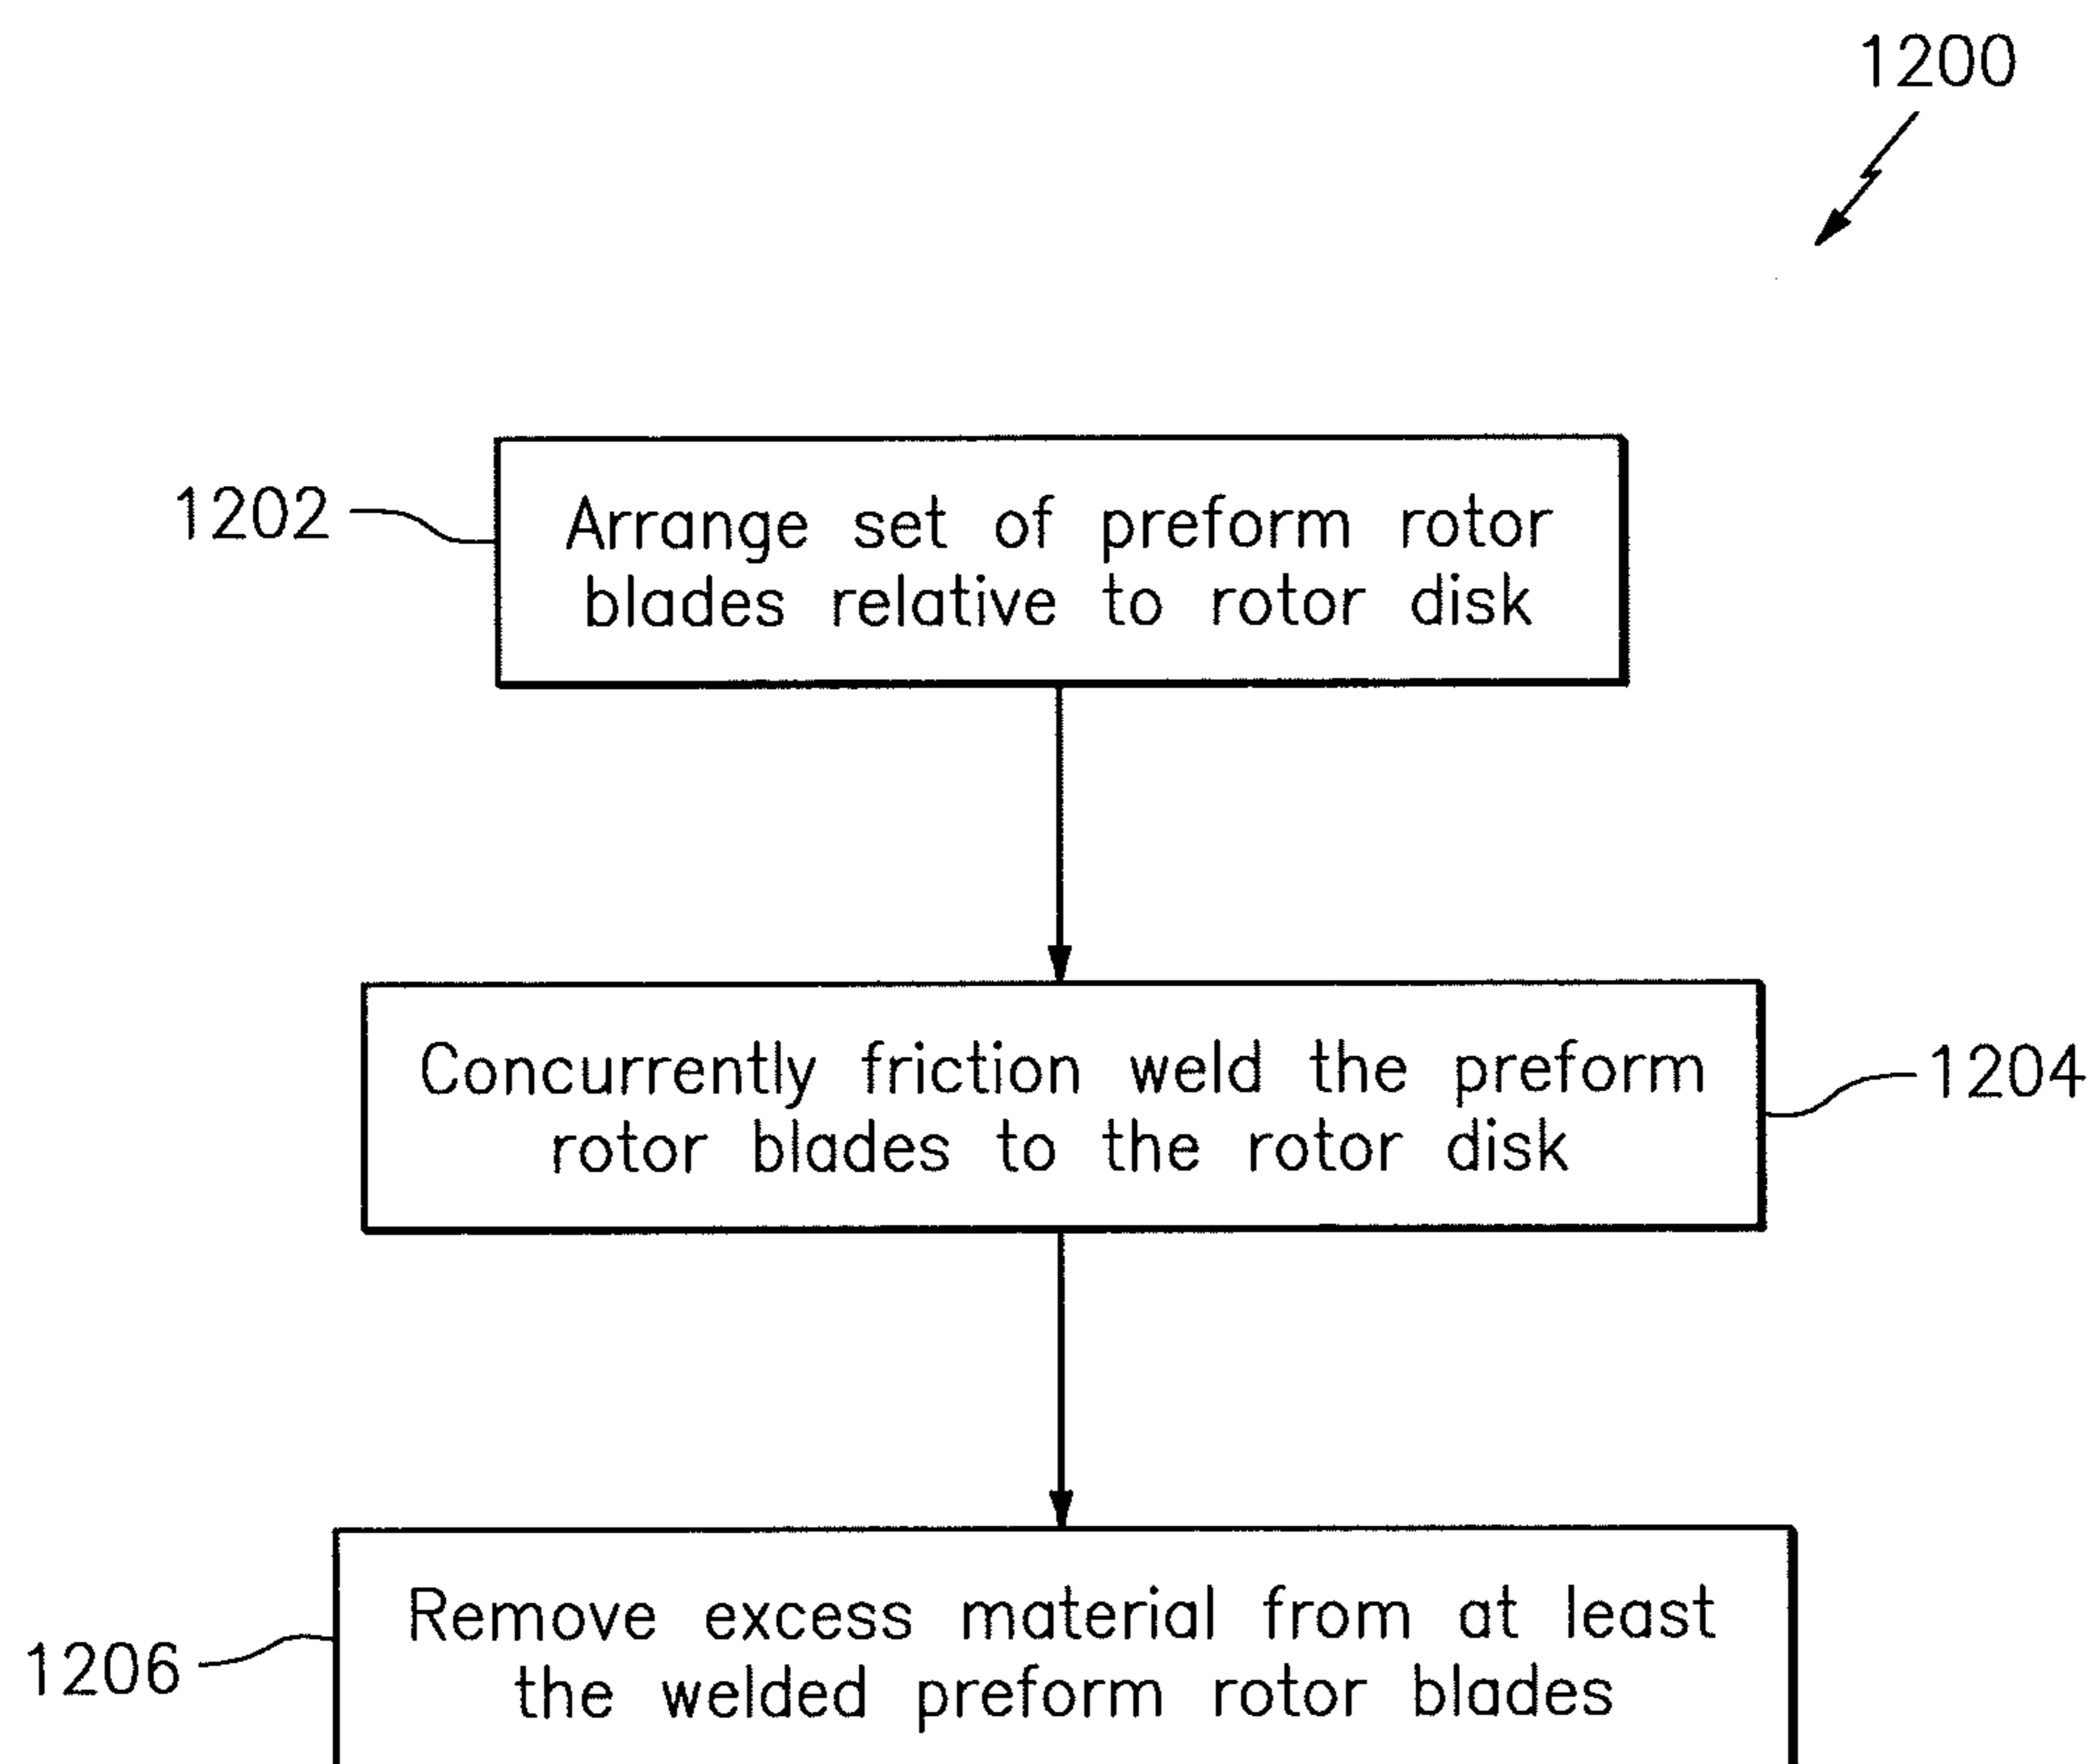 1200
1202
Arrange set of preform rotor
blades relative to rotor disk
Concurrently friction weld the preform
rotor blades to the rotor disk
1204
Remove excess material from at least
the welded preform rotor blades
1206